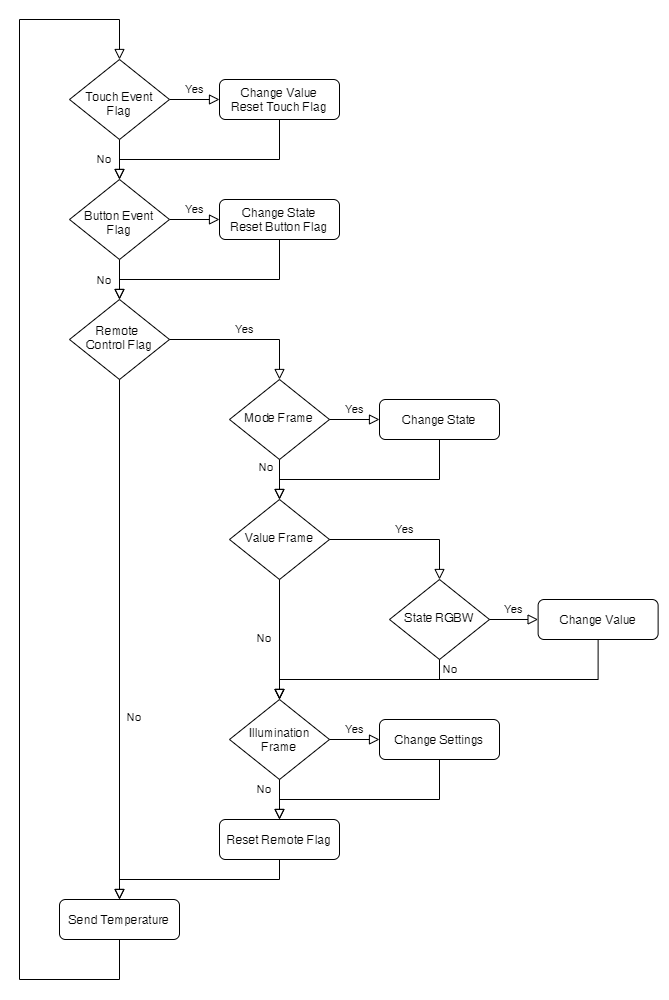 Touch Event
Flag
Yes
Change Value
Reset Touch Flag
No
Button Event
Flag
Yes
Change State
Reset Button Flag
No
Remote
Control Flag
Yes
Mode Frame
Yes
Change State
No
Value Frame
Yes
State RGBW
Yes
Change Value
No
No
Illumination
Frame
Yes
Change Settings
No
No
Reset Remote Flag
Send Temperature